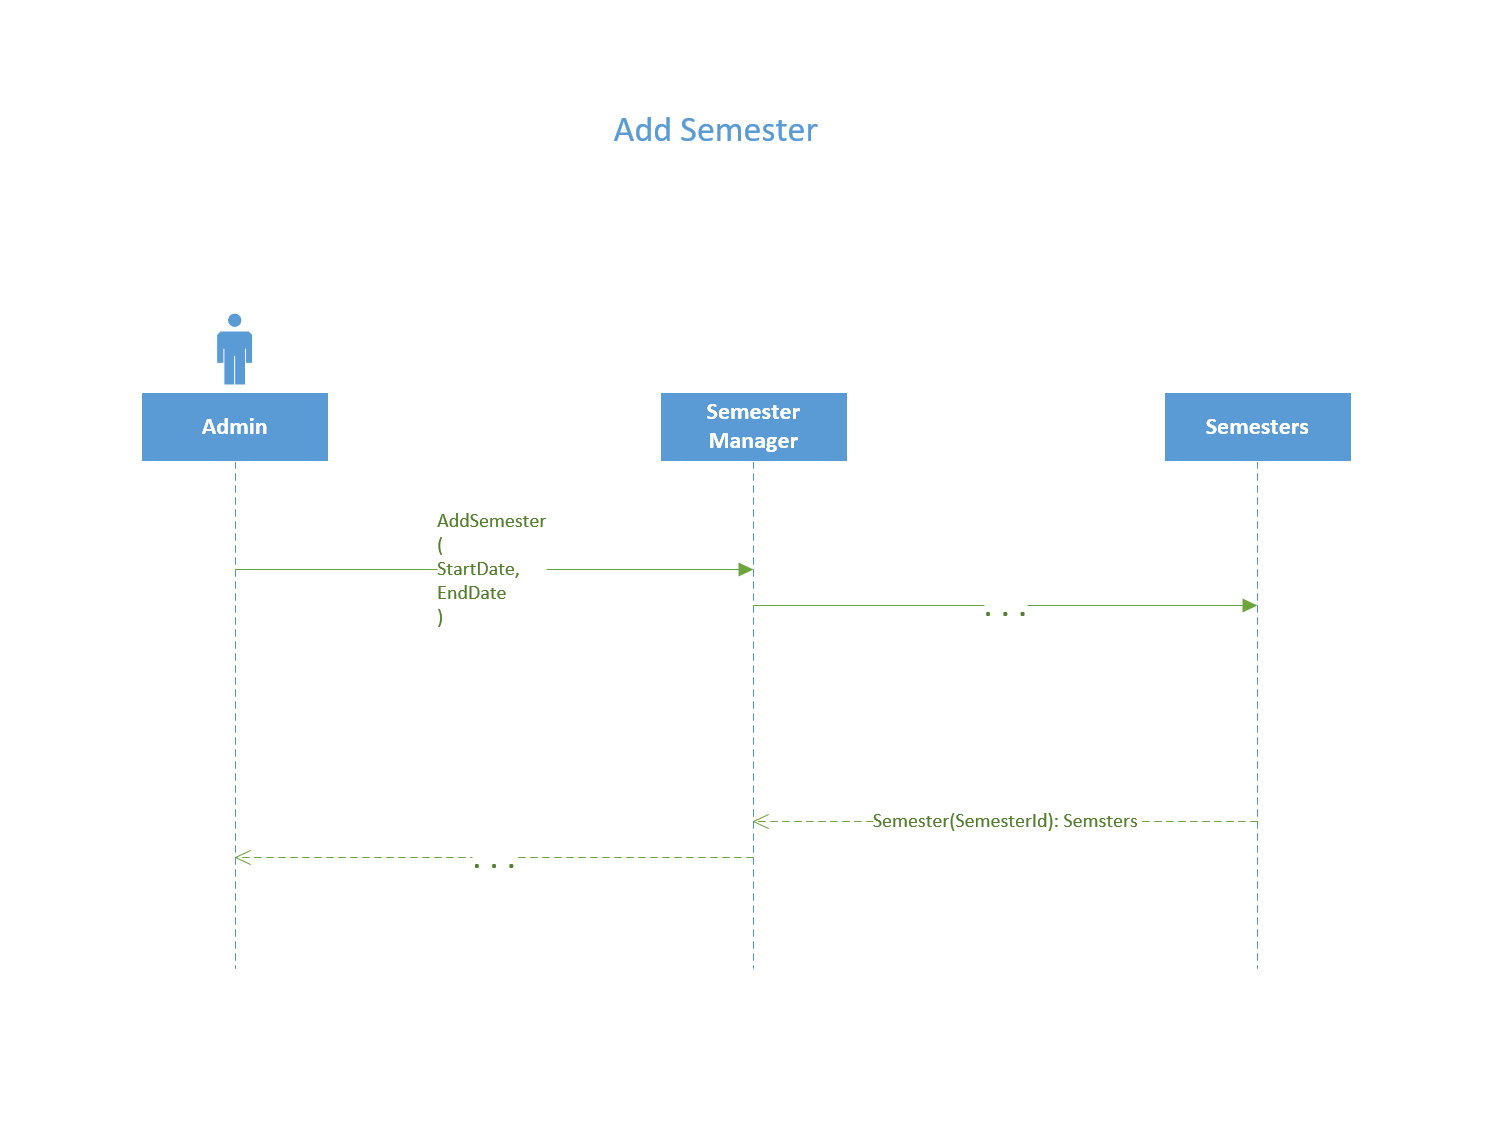 Add Semester
Admin
Semester
Manager
Semesters
AddSemester
(
StartDate,
EndDate
)
. . .
Semester(SemesterId): Semsters
. . .